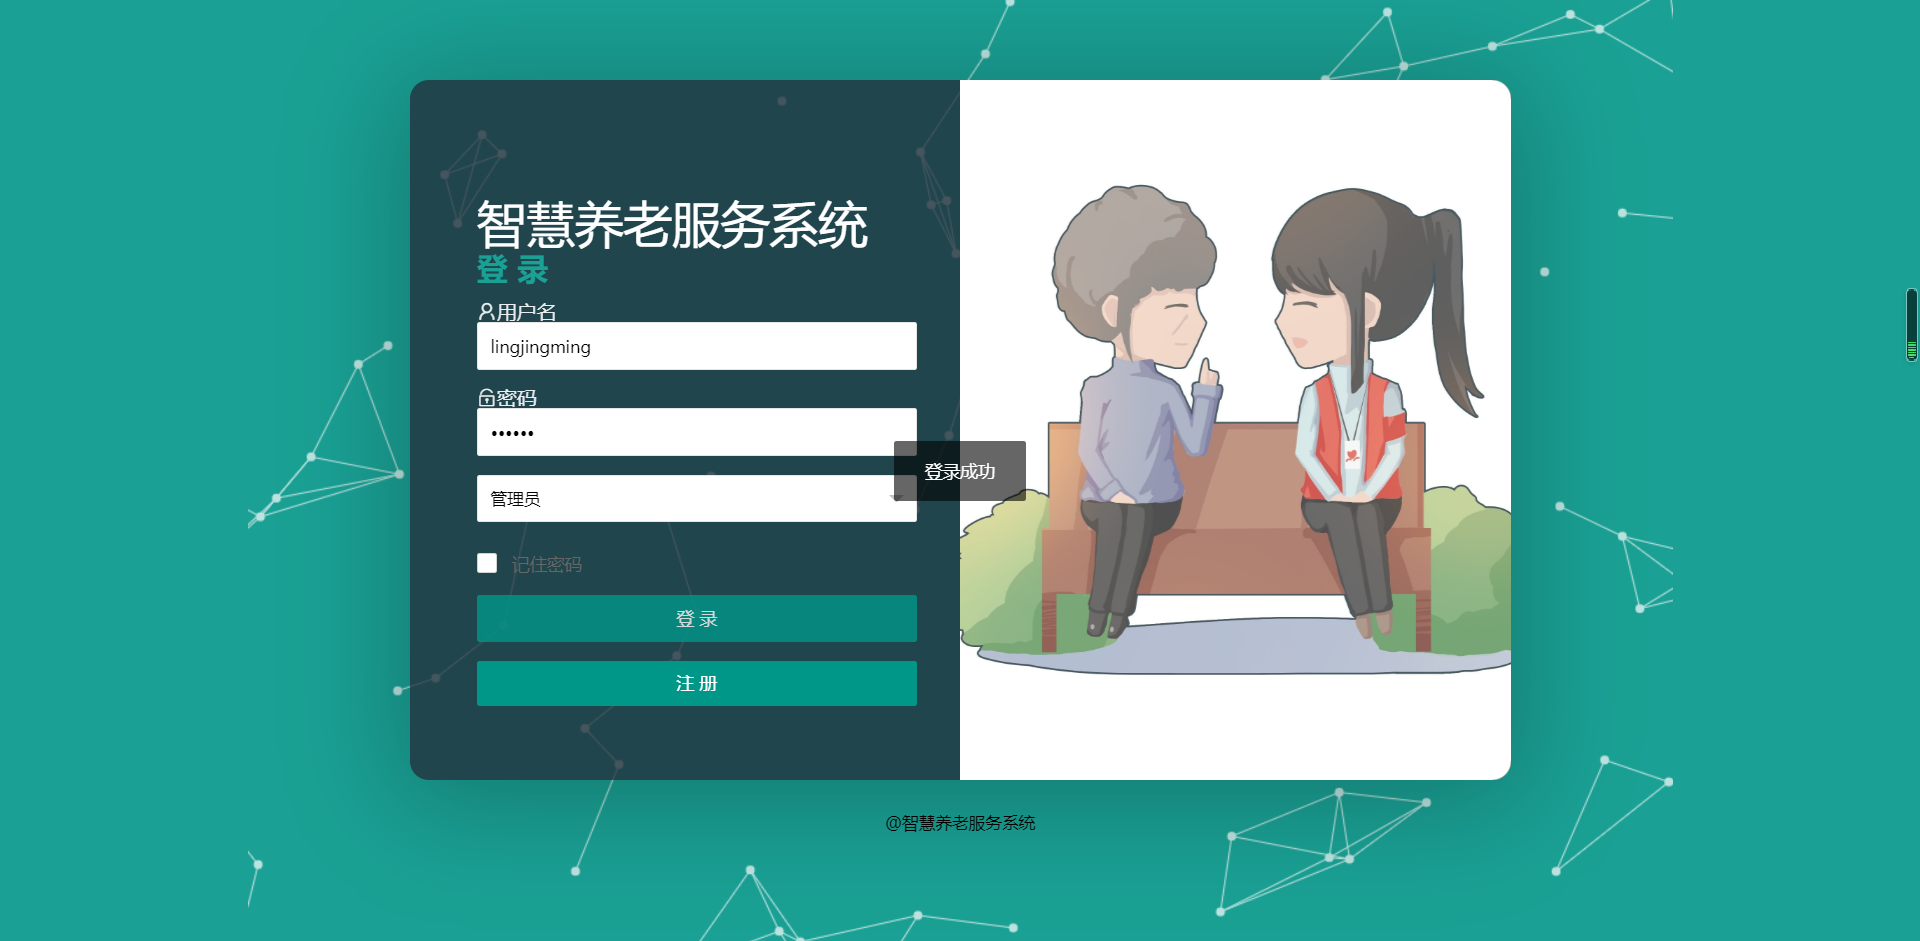 智慧养老服务系统
登 录
用户名
lingjingming
密码
••••••
登录成功
管理员
记住密码
登 录
注 册
@智慧养老服务系统